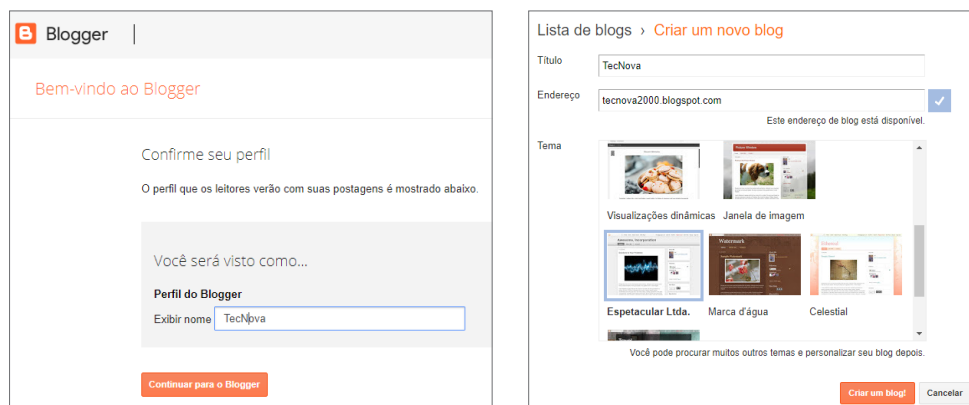 Blogger
Bem-vindo ao Blogger
Confirme seu perfil
O perfil que os leitores verão com suas postagens é mostrado abaixo.
Você será visto como...
Perfil do Blogger
Exibir nome TecNova
Continuar para o Blogger
Lista de blogs › Criar um novo blog
Título TecNova
Endereço tecnova2000.blogspot.com
Este endereço de blog está disponível.
Tema
Visualizações dinâmicas Janela de imagem
Watermark
Espetacular Ltda. Marca d'água Celestial
Você pode procurar muitos outros temas e personalizar seu blog depois.
Criar um blog! Cancelar